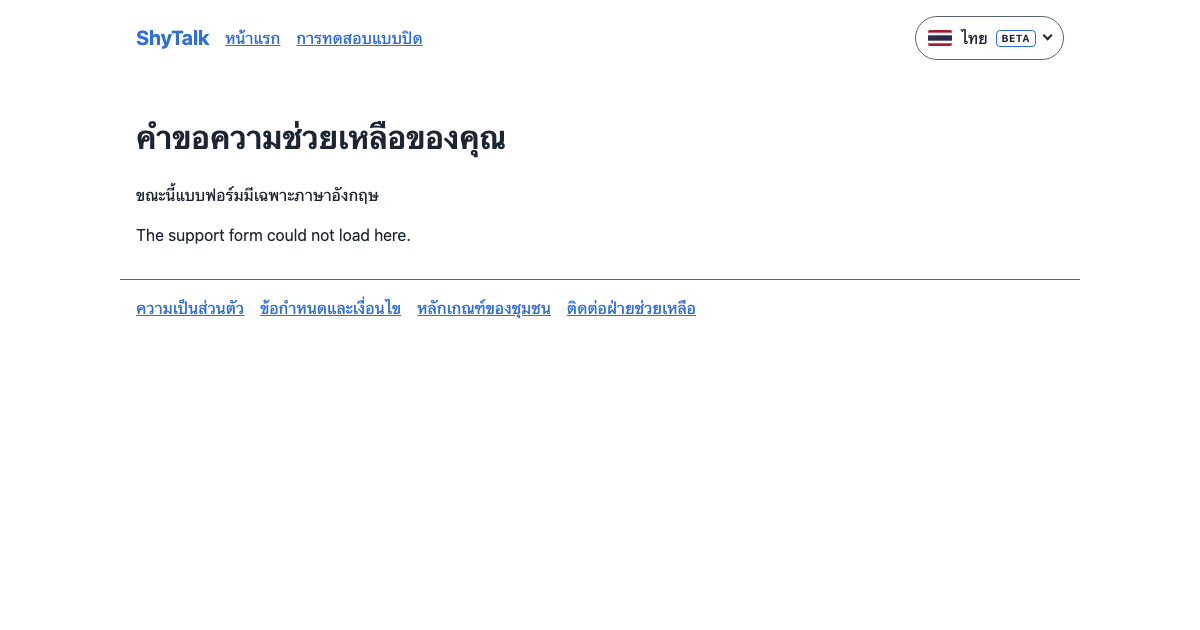 ShyTalk หน้าแรก การทดสอบแบบปิด ไทย BETA
คำขอความช่วยเหลือของคุณ
ขณะนี้แบบฟอร์มมีเฉพาะภาษาอังกฤษ
The support form could not load here.
ความเป็นส่วนตัว ข้อกำหนดและเงื่อนไข หลักเกณฑ์ของชุมชน ติดต่อฝ่ายช่วยเหลือ